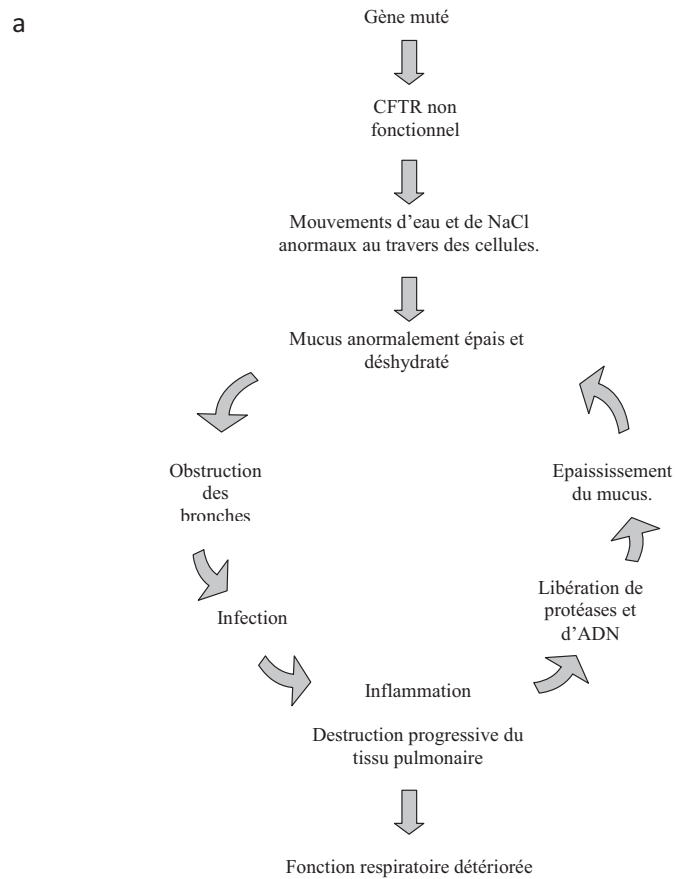 a
Gène muté
CFTR non
fonctionnel
Mouvements d'eau et de NaCl
anormaux au travers des cellules.
Mucus anormalement épais et
déshydraté
Obstruction
des
bronches
Infection
Inflammation
Destruction progressive du
tissu pulmonaire
Fonction respiratoire détériorée
Libération de
protéases et
d'ADN
Epaississement
du mucus.